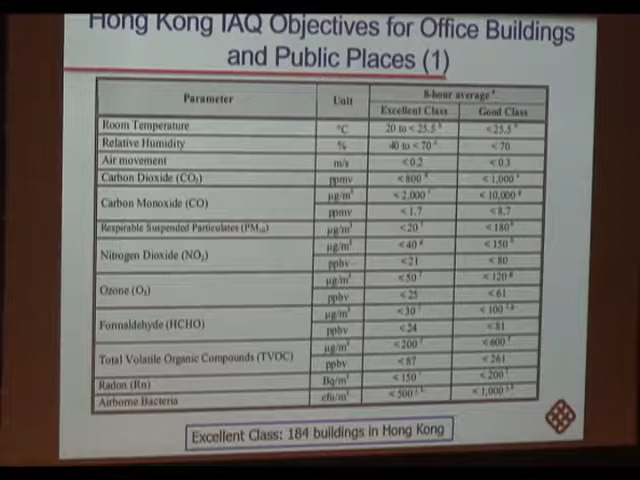 Hong Kong IAQ Objectives for Office Buildings
and Public Places (1)
Parameter Unit 8-hour average
Excellent Class Good Class
Room Temperature °C 20 to < 25.5 < 25.5
Relative Humidity % 40 to < 70 < 70
Air movement m/s < 0.2 < 0.3
Carbon Dioxide (CO₂) ppmv < 800 < 1,000
Carbon Monoxide (CO) µg/m³ < 2,000 < 10,000
ppmv < 1.7 < 8.7
Respirable Suspended Particulates (PM₁₀) µg/m³ < 20 < 180
Nitrogen Dioxide (NO₂) µg/m³ < 40 < 150
ppbv < 21 < 80
Ozone (O₃) µg/m³ < 50 < 120
ppbv < 25 < 61
Formaldehyde (HCHO) µg/m³ < 30 < 100
ppbv < 24 < 81
Total Volatile Organic Compounds (TVOC) µg/m³ < 200 < 600
ppbv < 87 < 261
Radon (Rn) Bq/m³ < 150 < 200
Airborne Bacteria cfu/m³ < 500 < 1,000
Excellent Class: 184 buildings in Hong Kong